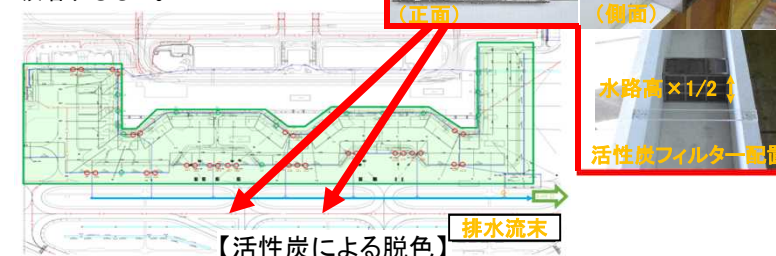 （正面）
（側面）
水路高×1/2
活性炭フィルター配置
排水流末
【活性炭による脱色】